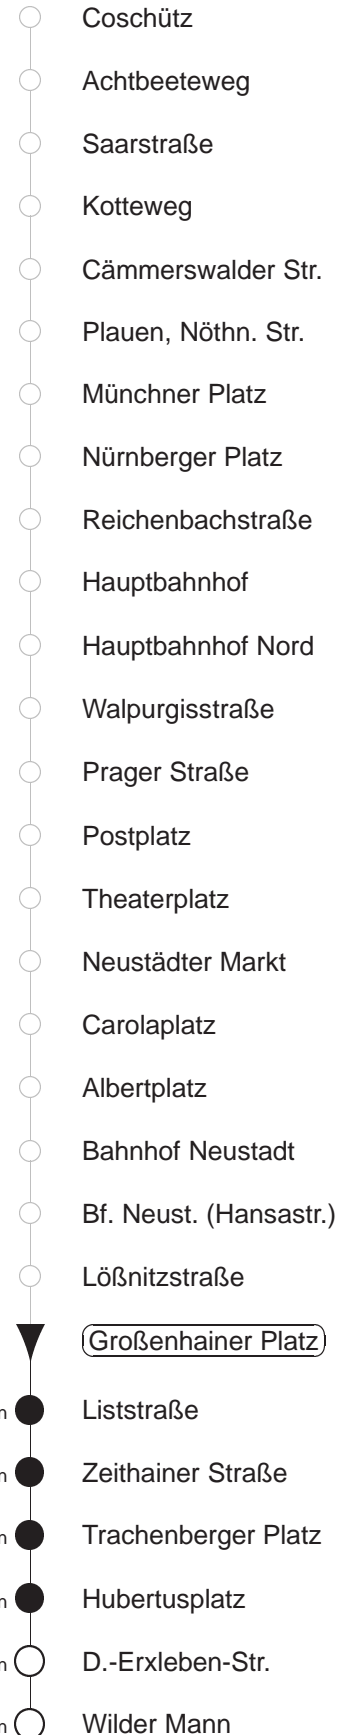 Coschütz
Achtbeeteweg
Saarstraße
Kotteweg
Cämmerswalder Str.
Plauen, Nöthn. Str.
Münchner Platz
Nürnberger Platz
Reichenbachstraße
Hauptbahnhof
Hauptbahnhof Nord
Walpurgisstraße
Prager Straße
Postplatz
Theaterplatz
Neustädter Markt
Carolaplatz
Albertplatz
Bahnhof Neustadt
Bf. Neust. (Hansastr.)
Lößnitzstraße
Großenhainer Platz
Liststraße
Zeithainer Straße
Trachenberger Platz
Hubertusplatz
D.-Erxleben-Str.
Wilder Mann